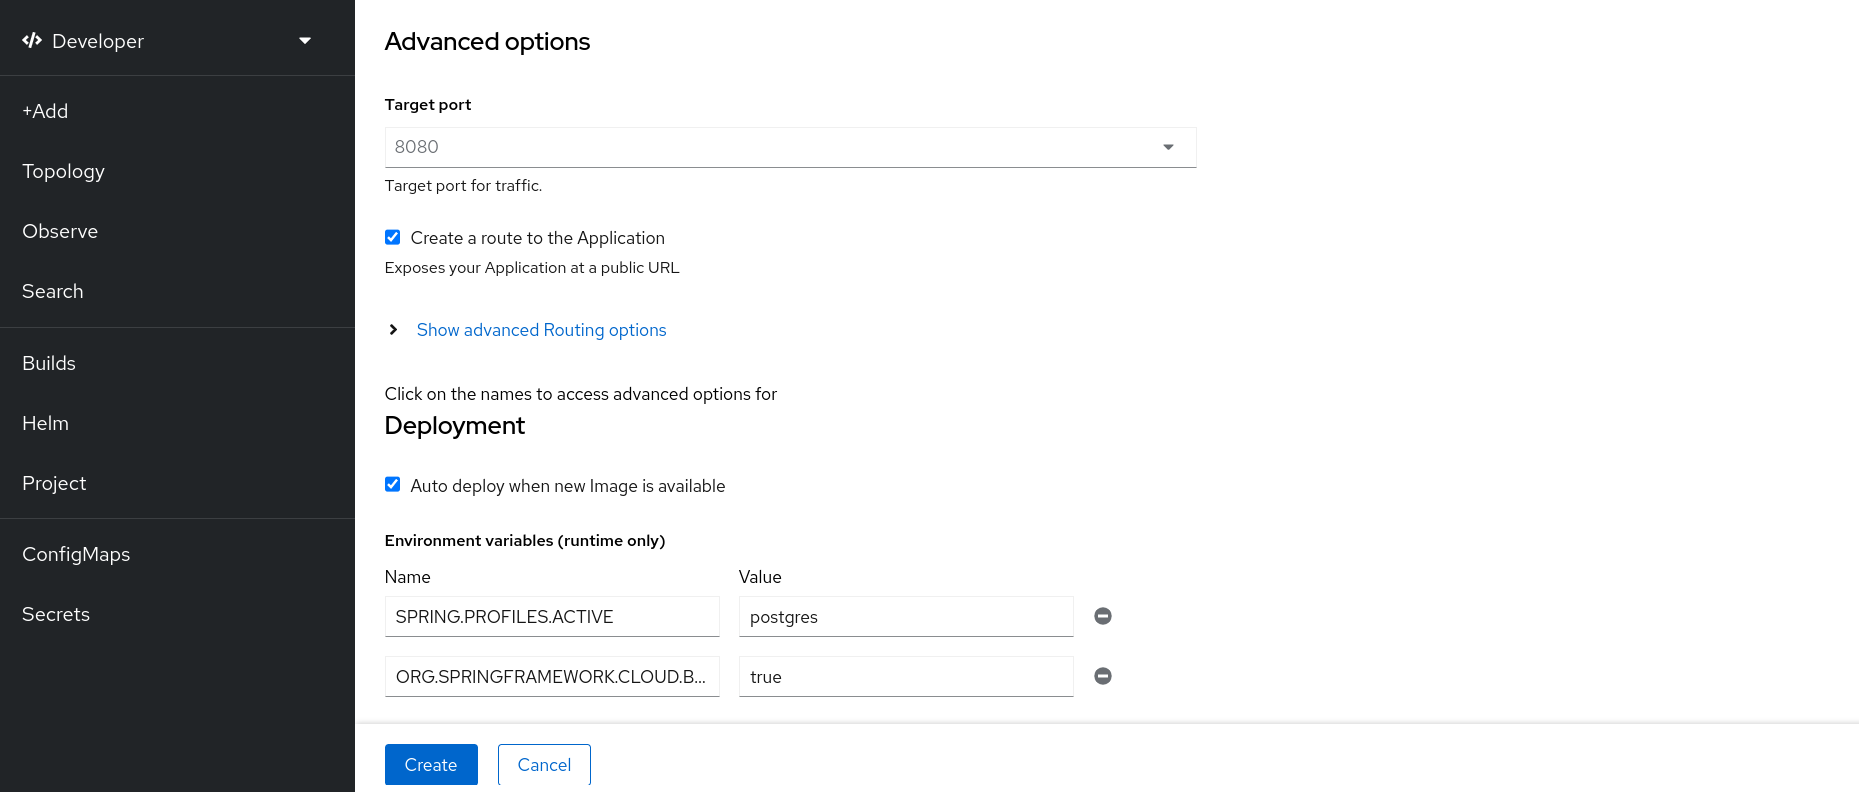 Developer
+Add
Topology
Observe
Search
Builds
Helm
Project
ConfigMaps
Secrets
Advanced options
Target port
8080
Target port for traffic.
Create a route to the Application
Exposes your Application at a public URL
Show advanced Routing options
Click on the names to access advanced options for
Deployment
Auto deploy when new Image is available
Environment variables (runtime only)
Name Value
SPRING.PROFILES.ACTIVE postgres
ORG.SPRINGFRAMEWORK.CLOUD.B... true
Create Cancel